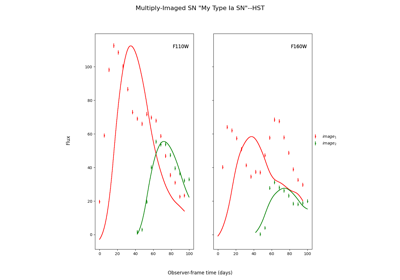 Multiply-Imaged SN "My Type Ia SN"--HST
F110W
F160W
Flux
100
80
60
40
20
0
image₁
image₂
0 20 40 60 80 100
0 20 40 60 80 100
Observer-frame time (days)